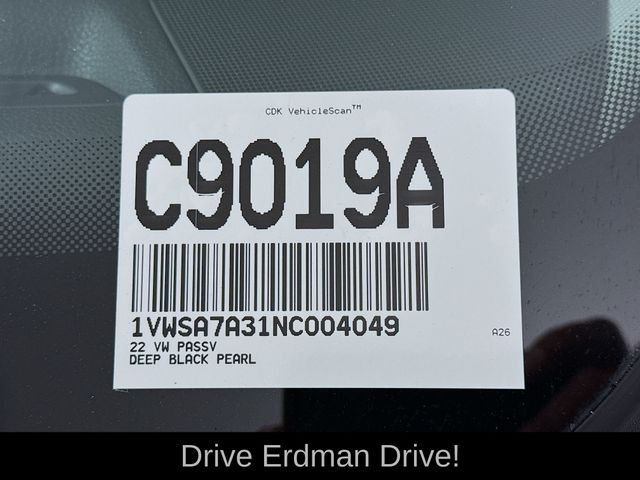 CDK VehicleScan™
C9019A
1VWSA7A31NC004049
22 VW PASSV
DEEP BLACK PEARL
A26
Drive Erdman Drive!